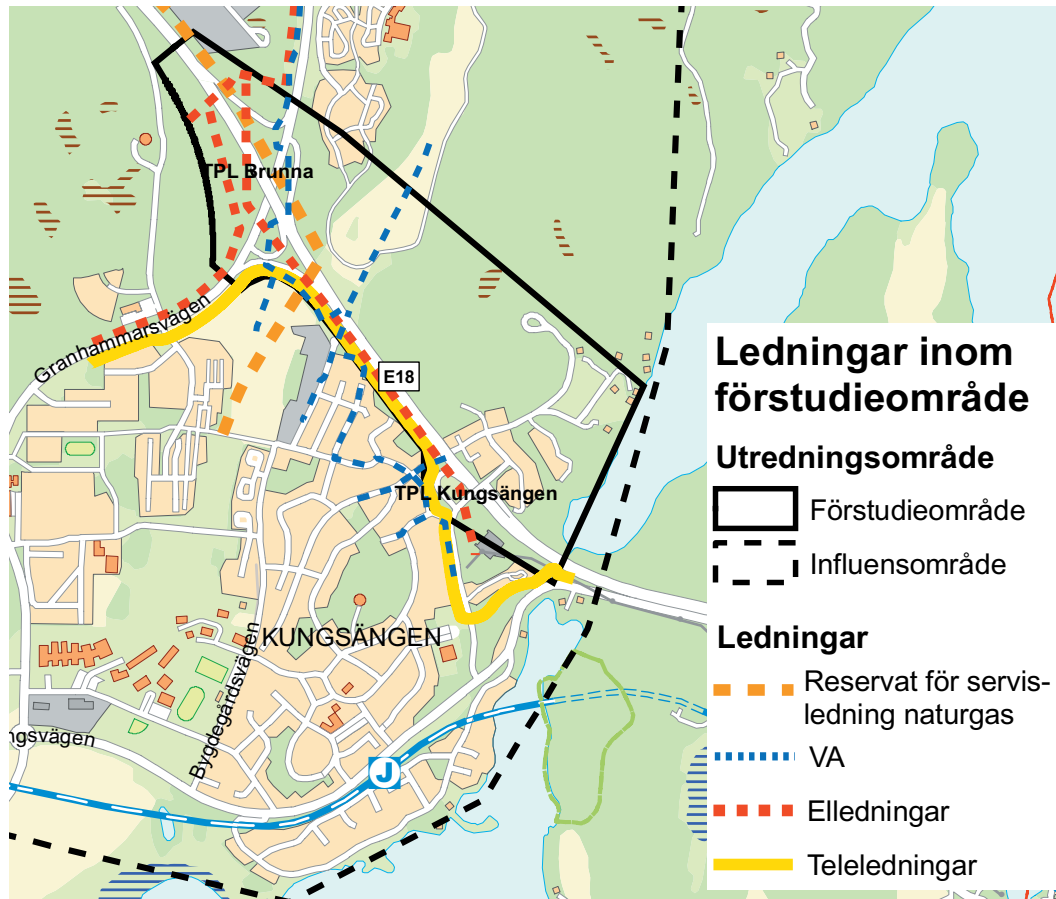 TPL Brunna
Granhammarsvägen
E18
TPL Kungsängen
KUNGSÄNGEN
Bygdegårdsvägen
ngsvägen
J
Ledningar inom
förstudieområde
Utredningsområde
Förstudieområde
Influensområde
Ledningar
Reservat för servis-
ledning naturgas
VA
Elledningar
Teleledningar